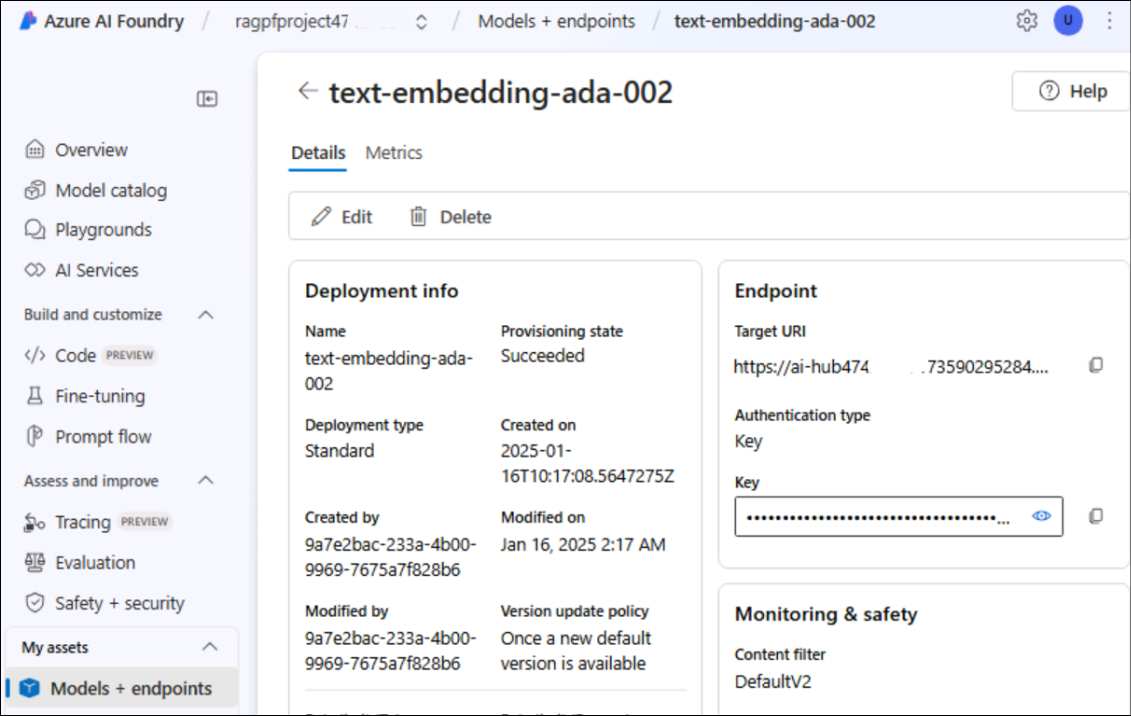 Azure AI Foundry / ragpfproject47 / Models + endpoints / text-embedding-ada-002 U
text-embedding-ada-002
Help
Details Metrics
Edit Delete
Overview
Model catalog
Playgrounds
AI Services
Build and customize
Code PREVIEW
Fine-tuning
Prompt flow
Assess and improve
Tracing PREVIEW
Evaluation
Safety + security
My assets
Models + endpoints
Deployment info
Name
text-embedding-ada-
002
Provisioning state
Succeeded
Deployment type
Standard
Created on
2025-01-
16T10:17:08.5647275Z
Created by
9a7e2bac-233a-4b00-
9969-7675a7f828b6
Modified on
Jan 16, 2025 2:17 AM
Modified by
9a7e2bac-233a-4b00-
9969-7675a7f828b6
Version update policy
Once a new default
version is available
Endpoint
Target URI
https://ai-hub474 .73590295284....
Authentication type
Key
Key
••••••••••••••••••••••••••••••••••••...
Monitoring & safety
Content filter
DefaultV2